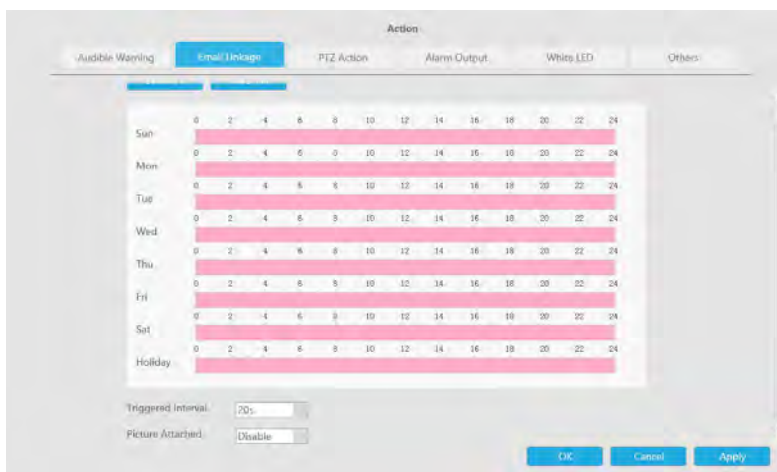 Action
Audible Warning Email Linkage PTZ Action Alarm Output White LED Others
0 2 4 6 8 10 12 14 16 18 20 22 24
Sun
0 2 4 6 8 10 12 14 16 18 20 22 24
Mon
0 2 4 6 8 10 12 14 16 18 20 22 24
Tue
0 2 4 6 8 10 12 14 16 18 20 22 24
Wed
0 2 4 6 8 10 12 14 16 18 20 22 24
Thu
0 2 4 6 8 10 12 14 16 18 20 22 24
Fri
0 2 4 6 8 10 12 14 16 18 20 22 24
Sat
0 2 4 6 8 10 12 14 16 18 20 22 24
Holiday
Triggered Interval 20s
Picture Attached Disable
OK Cancel Apply